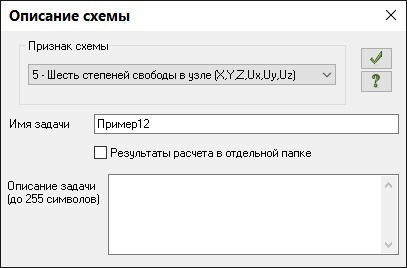 Описание схемы
Признак схемы
5 - Шесть степеней свободы в узле (X,Y,Z,Ux,Uy,Uz)
Имя задачи
Пример12
Результаты расчета в отдельной папке
Описание задачи
(до 255 символов)